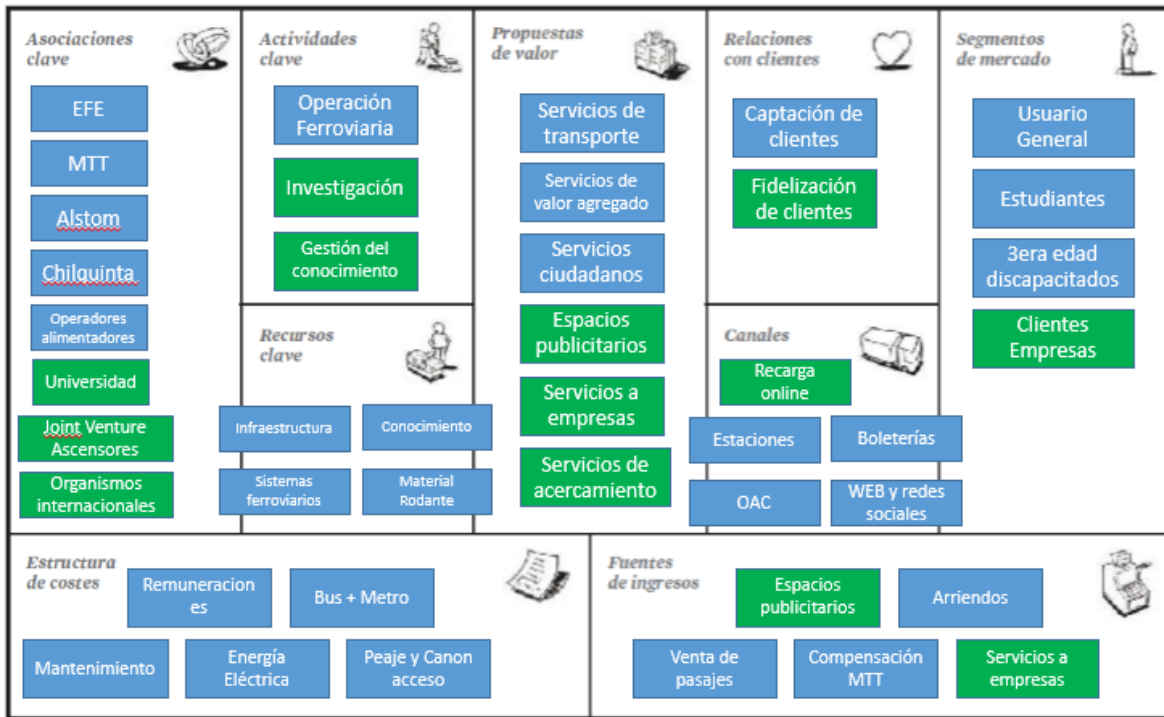 Asociaciones
clave
EFE
MTT
Alstom
Chilquinta
Operadores
alimentadores
Universidad
Joint Venture
Ascensores
Organismos
internacionales
Actividades
clave
Operación
Ferroviaria
Investigación
Gestión del
conocimiento
Recursos
clave
Infraestructura
Conocimiento
Sistemas
ferroviarios
Material
Rodante
Propuestas
de valor
Servicios de
transporte
Servicios de
valor agregado
Servicios
ciudadanos
Espacios
publicitarios
Servicios a
empresas
Servicios de
acercamiento
Relaciones
con clientes
Captación de
clientes
Fidelización
de clientes
Canales
Recarga
online
Estaciones
Boleterías
OAC
WEB y redes
sociales
Segmentos
de mercado
Usuario
General
Estudiantes
3era edad
discapacitados
Clientes
Empresas
Estructura
de costes
Remuneracion
es
Bus + Metro
Mantenimiento
Energía
Eléctrica
Peaje y Canon
acceso
Fuentes
de ingresos
Espacios
publicitarios
Arriendos
Venta de
pasajes
Compensación
MTT
Servicios a
empresas